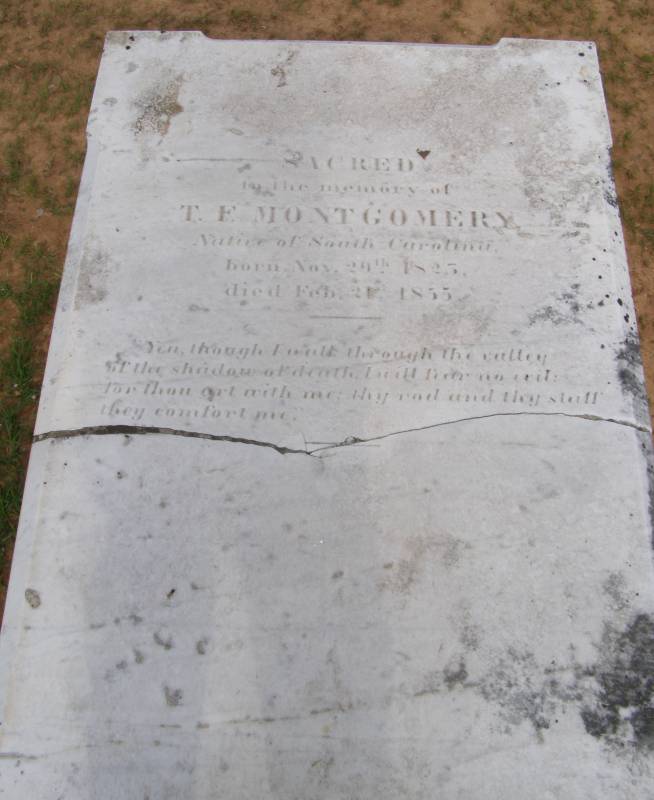 SACRED
to the memory of
T. F. MONTGOMERY
Native of South Carolina,
born, Nov. 29th 1823,
died Feb. 21, 1855.
Yea, though I walk through the valley
of the shadow of death, I will fear no evil:
for thou art with me; thy rod and thy staff
they comfort me.